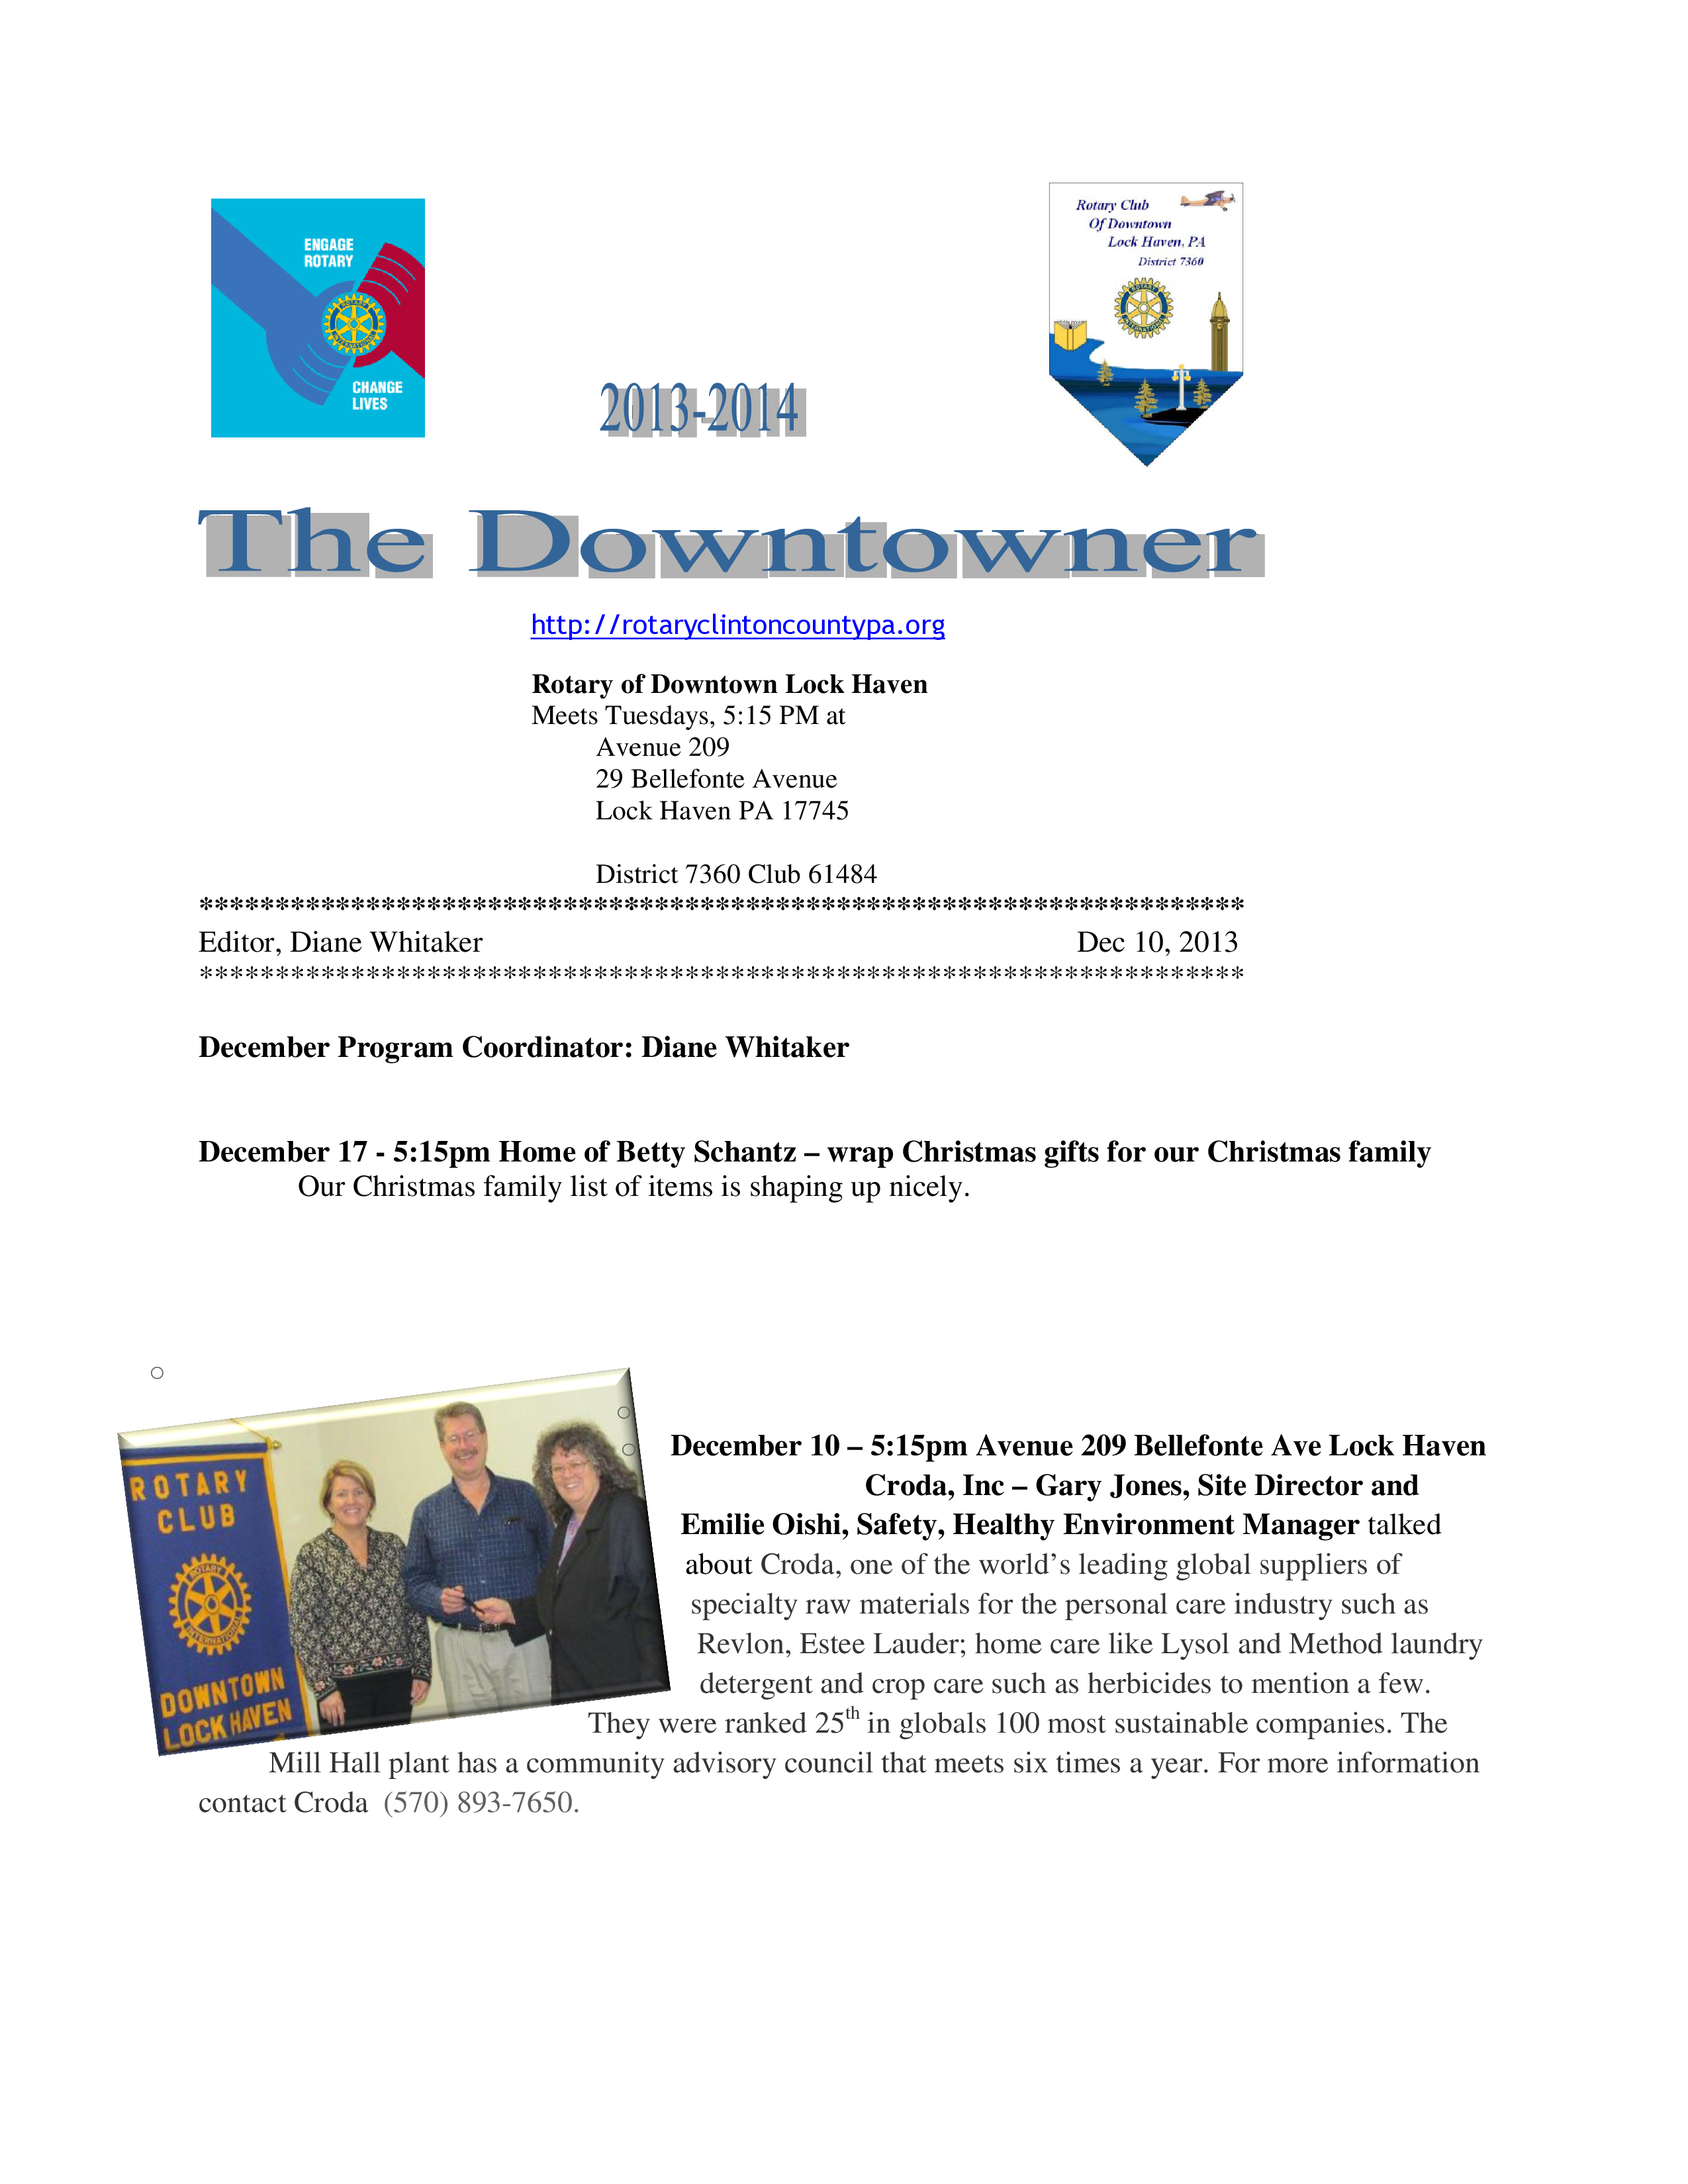 ENGAGE
ROTARY
CHANGE
LIVES
Rotary Club
Of Downtown
Lock Haven, PA
District 7360
ROTARY
INTERNATIONAL
2013-2014
The Downtowner
http://rotaryclintoncountypa.org
Rotary of Downtown Lock Haven
Meets Tuesdays, 5:15 PM at
Avenue 209
29 Bellefonte Avenue
Lock Haven PA 17745
District 7360 Club 61484
*********************************************************************
Editor, Diane Whitaker Dec 10, 2013
*********************************************************************
December Program Coordinator: Diane Whitaker
December 17 - 5:15pm Home of Betty Schantz – wrap Christmas gifts for our Christmas family
Our Christmas family list of items is shaping up nicely.
ROTARY
CLUB
ROTARY
INTERNATIONAL
DOWNTOWN
LOCK HAVEN
December 10 – 5:15pm Avenue 209 Bellefonte Ave Lock Haven
Croda, Inc – Gary Jones, Site Director and
Emilie Oishi, Safety, Healthy Environment Manager talked
about Croda, one of the world’s leading global suppliers of
specialty raw materials for the personal care industry such as
Revlon, Estee Lauder; home care like Lysol and Method laundry
detergent and crop care such as herbicides to mention a few.
They were ranked 25th in globals 100 most sustainable companies. The
Mill Hall plant has a community advisory council that meets six times a year. For more information
contact Croda (570) 893-7650.